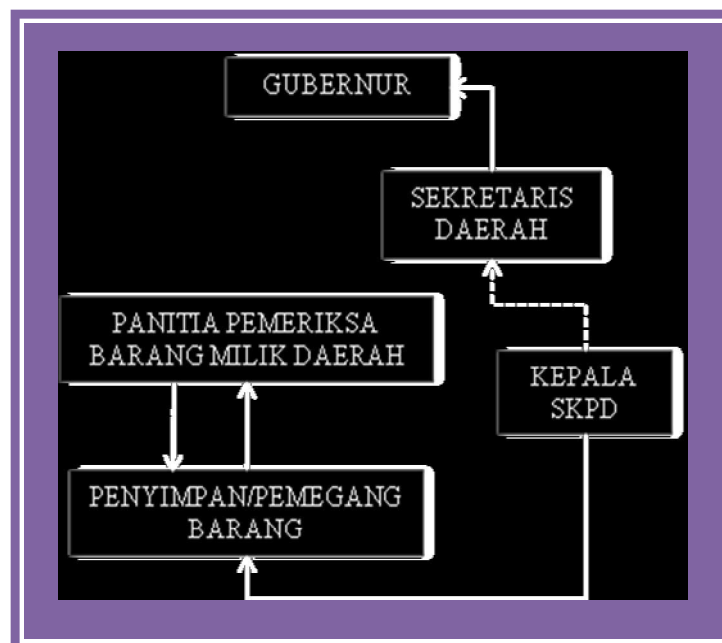 GUBERNUR
SEKRETARIS
DAERAH
PANITIA PEMERIKSA
BARANG MILIK DAERAH
KEPALA
SKPD
PENYIMPAN/PEMEGANG
BARANG